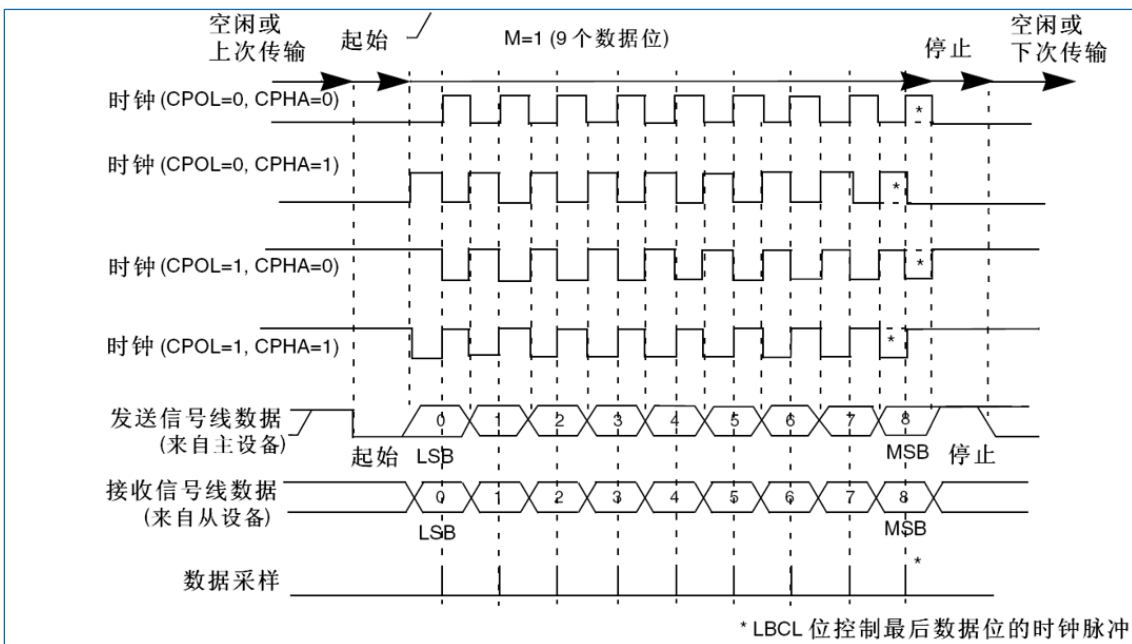 空闲或
上次传输
起始
M=1 (9 个数据位)
停止
空闲或
下次传输
时钟 (CPOL=0, CPHA=0)
*
时钟 (CPOL=0, CPHA=1)
*
时钟 (CPOL=1, CPHA=0)
*
时钟 (CPOL=1, CPHA=1)
*
发送信号线数据
(来自主设备)
0 1 2 3 4 5 6 7 8
起始
LSB
MSB
停止
接收信号线数据
(来自从设备)
0 1 2 3 4 5 6 7 8
LSB
MSB
数据采样
*
* LBCL 位控制最后数据位的时钟脉冲